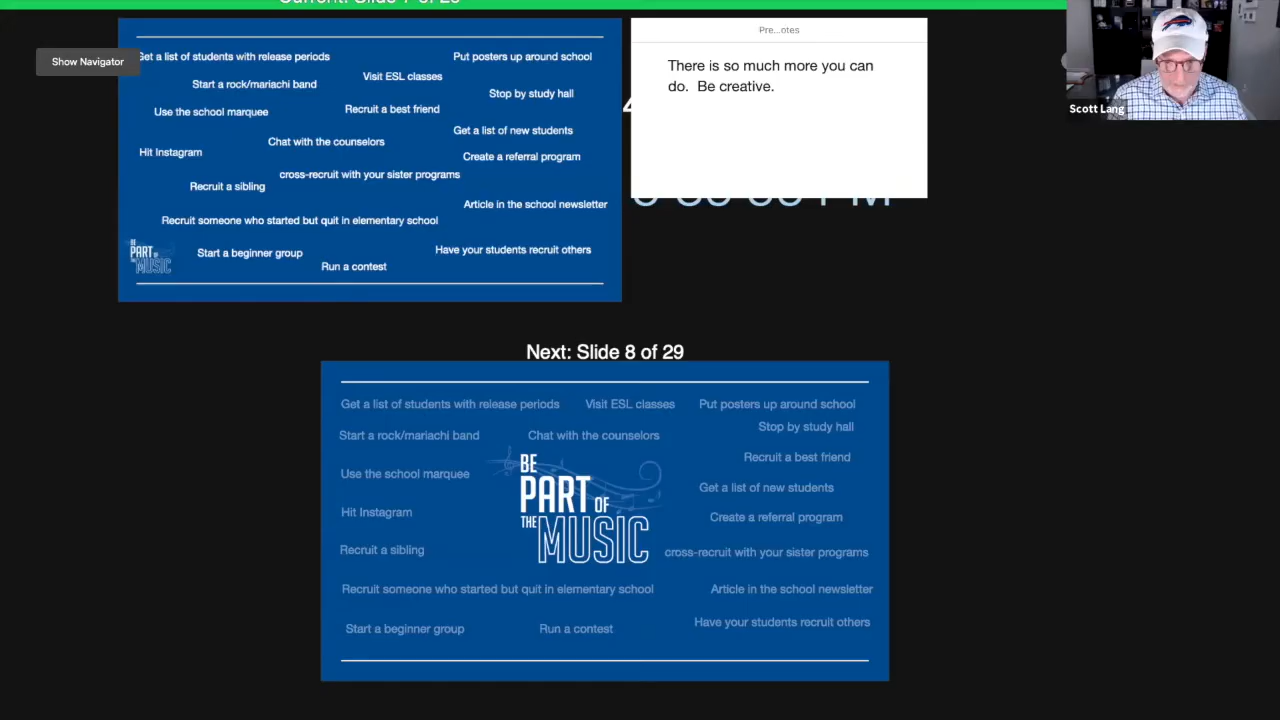 Show Navigator
Get a list of students with release periods
Put posters up around school
Visit ESL classes
Start a rock/mariachi band
Stop by study hall
Use the school marquee
Recruit a best friend
Get a list of new students
Chat with the counselors
Hit Instagram
Create a referral program
cross-recruit with your sister programs
Recruit a sibling
Article in the school newsletter
Recruit someone who started but quit in elementary school
BE
PART OF
THE MUSIC
Start a beginner group
Have your students recruit others
Run a contest
Pre...otes
There is so much more you can
do. Be creative.
Scott Lang
Next: Slide 8 of 29
Get a list of students with release periods
Visit ESL classes
Put posters up around school
Stop by study hall
Start a rock/mariachi band
Chat with the counselors
Recruit a best friend
Use the school marquee
Get a list of new students
Hit Instagram
Create a referral program
BE
PART OF
THE MUSIC
Recruit a sibling
cross-recruit with your sister programs
Recruit someone who started but quit in elementary school
Article in the school newsletter
Start a beginner group
Run a contest
Have your students recruit others